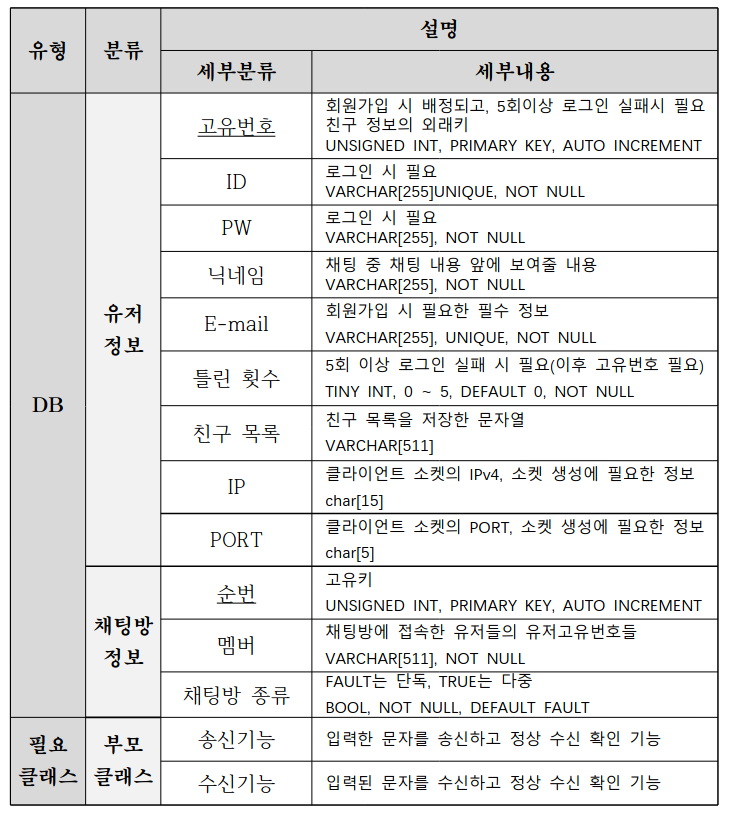 유형
분류
설명
세부분류
세부내용
DB
유저
정보
고유번호
회원가입 시 배정되고, 5회이상 로그인 실패시 필요
친구 정보의 외래키
UNSIGNED INT, PRIMARY KEY, AUTO INCREMENT
ID
로그인 시 필요
VARCHAR[255]UNIQUE, NOT NULL
PW
로그인 시 필요
VARCHAR[255], NOT NULL
닉네임
채팅 중 채팅 내용 앞에 보여줄 내용
VARCHAR[255], NOT NULL
E-mail
회원가입 시 필요한 필수 정보
VARCHAR[255], UNIQUE, NOT NULL
틀린 횟수
5회 이상 로그인 실패 시 필요(이후 고유번호 필요)
TINY INT, 0 ~ 5, DEFAULT 0, NOT NULL
친구 목록
친구 목록을 저장한 문자열
VARCHAR[511]
IP
클라이언트 소켓의 IPv4, 소켓 생성에 필요한 정보
char[15]
PORT
클라이언트 소켓의 PORT, 소켓 생성에 필요한 정보
char[5]
채팅방
정보
순번
고유키
UNSIGNED INT, PRIMARY KEY, AUTO INCREMENT
멤버
채팅방에 접속한 유저들의 유저고유번호들
VARCHAR[511], NOT NULL
채팅방 종류
FAULT는 단독, TRUE는 다중
BOOL, NOT NULL, DEFAULT FAULT
필요
클래스
부모
클래스
송신기능
입력한 문자를 송신하고 정상 수신 확인 기능
수신기능
입력된 문자를 수신하고 정상 수신 확인 기능